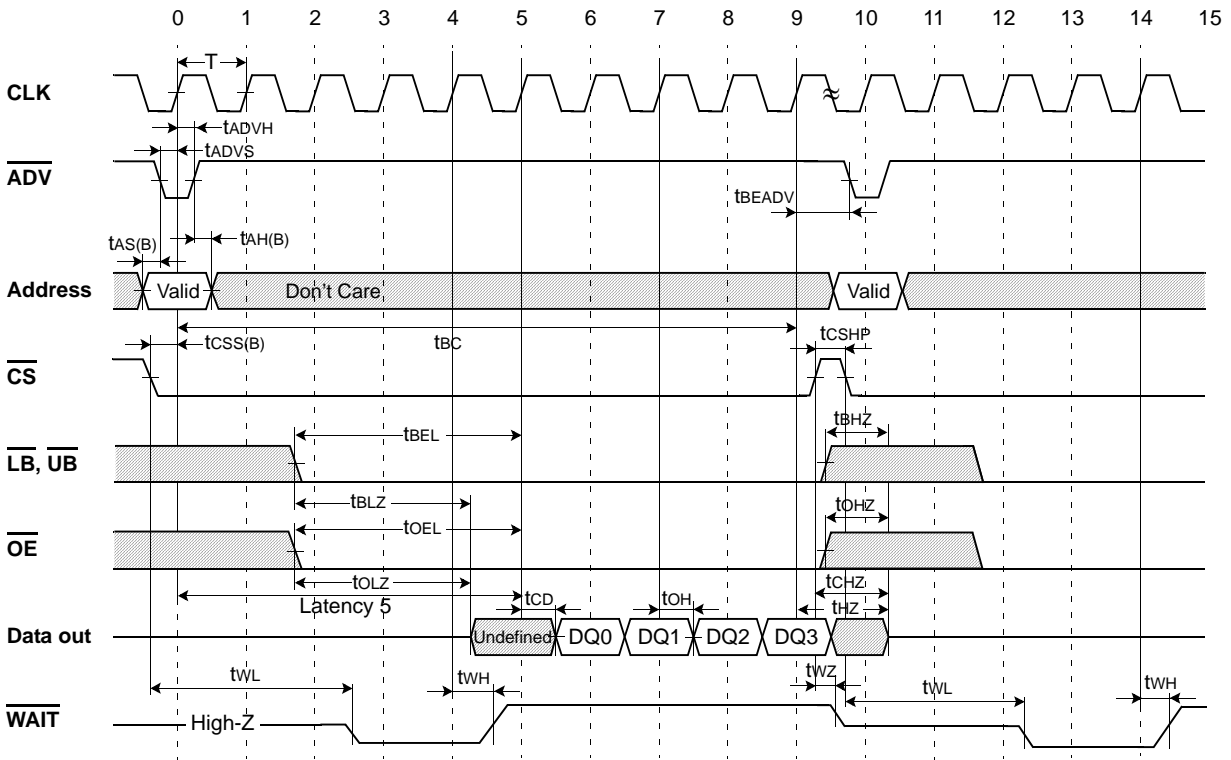 0 1 2 3 4 5 6 7 8 9 10 11 12 13 14 15
T
CLK
tADVH
tADVS
ADV
tBEADV
tAS(B)
tAH(B)
Address
Valid
Don't Care
Valid
tCSS(B)
tBC
tCSHP
CS
tBEL
tBHZ
LB, UB
tBLZ
tOEL
tOHZ
OE
tOLZ
tCHZ
Latency 5
tCD
tOH
tHZ
Data out
Undefined
DQ0
DQ1
DQ2
DQ3
tWL
tWH
tWZ
tWL
tWH
WAIT
High-Z